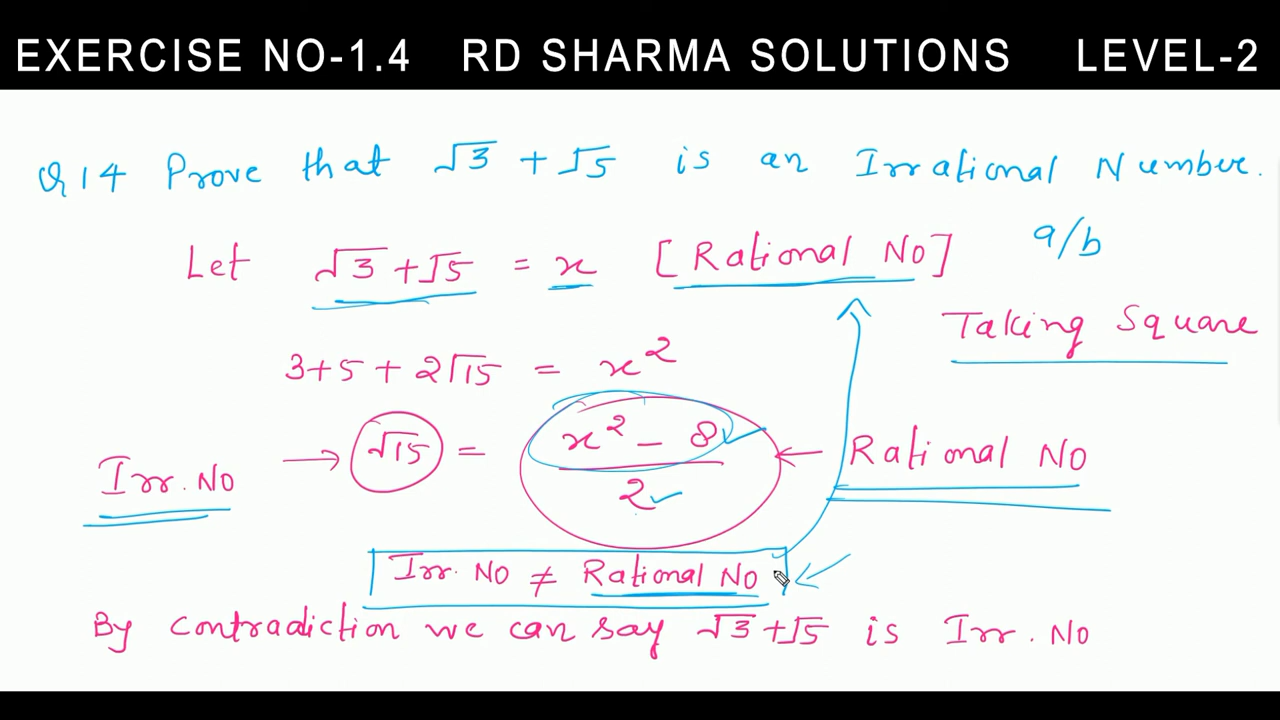 EXERCISE NO-1.4 RD SHARMA SOLUTIONS LEVEL-2
Q14 Prove that √3 + √5 is an Irrational Number.
Let √3 + √5 = x [Rational No] a/b
Taking Square
3+5 + 2√15 = x²
Irr. No → √15 = (x² - 8)/2 ← Rational No
Irr. No ≠ Rational No
By contradiction we can say √3+√5 is Irr. No